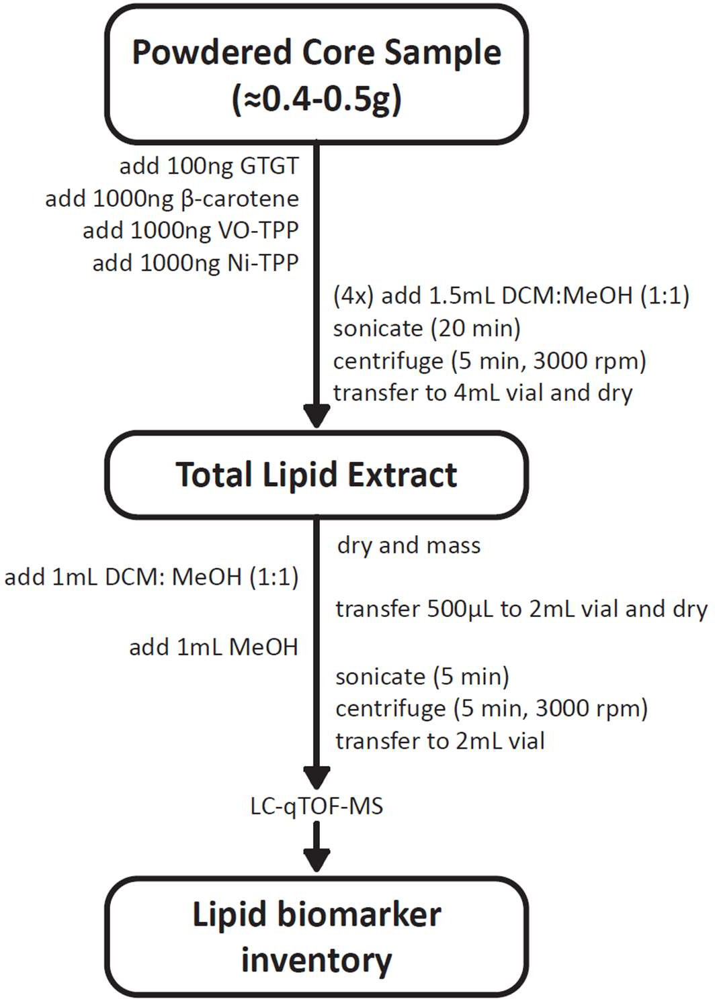 Powdered Core Sample
(≈0.4-0.5g)
add 100ng GTGT
add 1000ng β-carotene
add 1000ng VO-TPP
add 1000ng Ni-TPP
(4x) add 1.5mL DCM:MeOH (1:1)
sonicate (20 min)
centrifuge (5 min, 3000 rpm)
transfer to 4mL vial and dry
Total Lipid Extract
dry and mass
add 1mL DCM: MeOH (1:1)
transfer 500µL to 2mL vial and dry
add 1mL MeOH
sonicate (5 min)
centrifuge (5 min, 3000 rpm)
transfer to 2mL vial
LC-qTOF-MS
Lipid biomarker
inventory